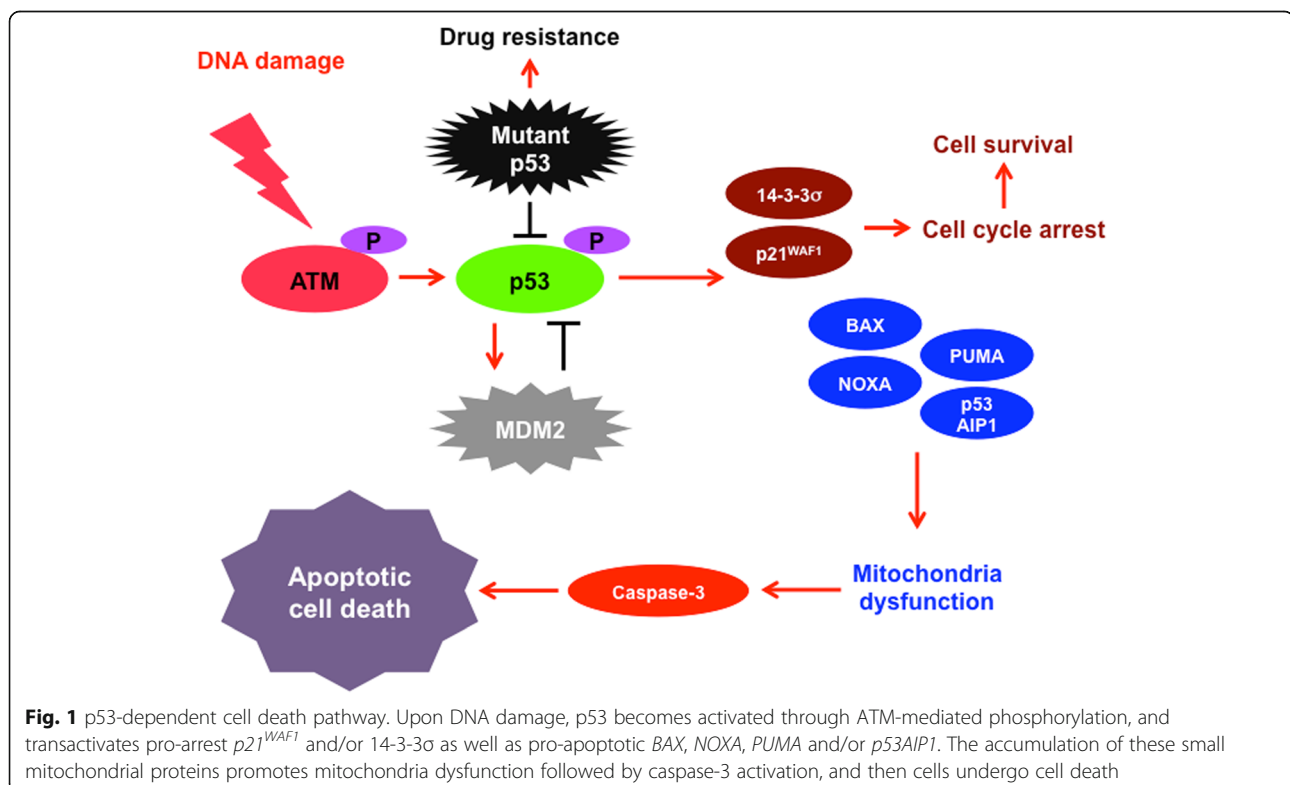 Drug resistance
DNA damage
Mutant
p53
Cell survival
14-3-3σ
P
P
p21WAF1
Cell cycle arrest
ATM
p53
BAX
PUMA
NOXA
p53
AIP1
MDM2
Apoptotic
cell death
Caspase-3
Mitochondria
dysfunction
Fig. 1 p53-dependent cell death pathway. Upon DNA damage, p53 becomes activated through ATM-mediated phosphorylation, and
transactivates pro-arrest p21WAF1 and/or 14-3-3σ as well as pro-apoptotic BAX, NOXA, PUMA and/or p53AIP1. The accumulation of these small
mitochondrial proteins promotes mitochondria dysfunction followed by caspase-3 activation, and then cells undergo cell death